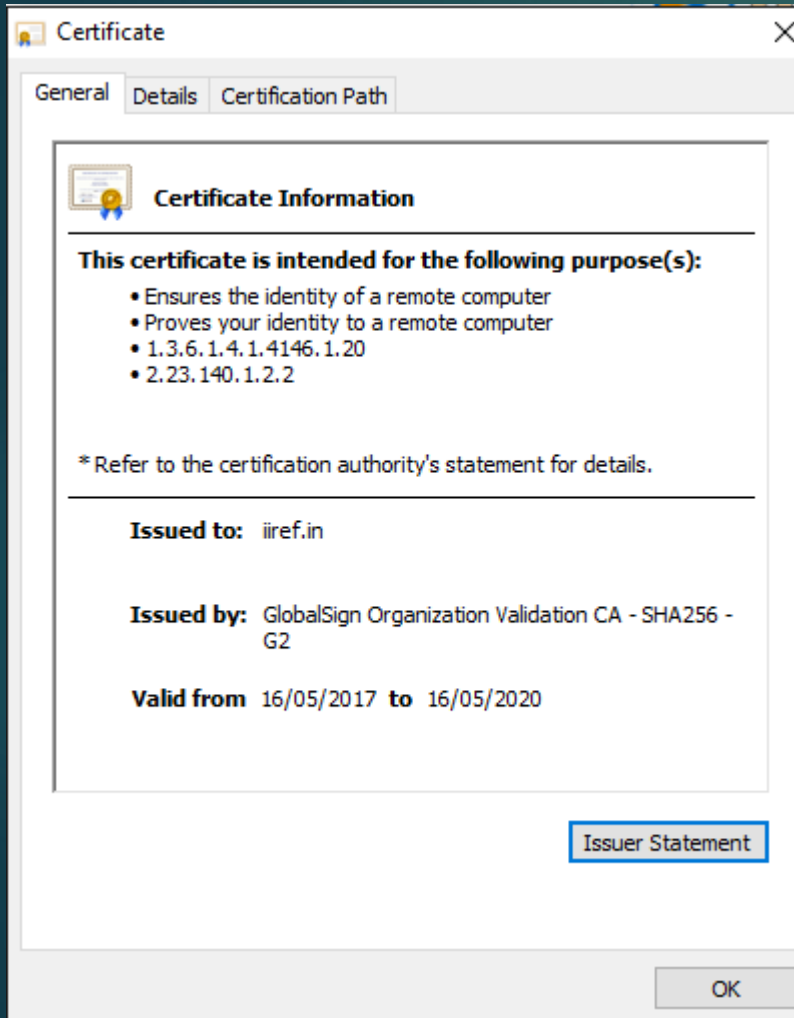 Certificate
General Details Certification Path
Certificate Information
This certificate is intended for the following purpose(s):
• Ensures the identity of a remote computer
• Proves your identity to a remote computer
• 1.3.6.1.4.1.4146.1.20
• 2.23.140.1.2.2
* Refer to the certification authority's statement for details.
Issued to: iiref.in
Issued by: GlobalSign Organization Validation CA - SHA256 -
G2
Valid from 16/05/2017 to 16/05/2020
Issuer Statement
OK